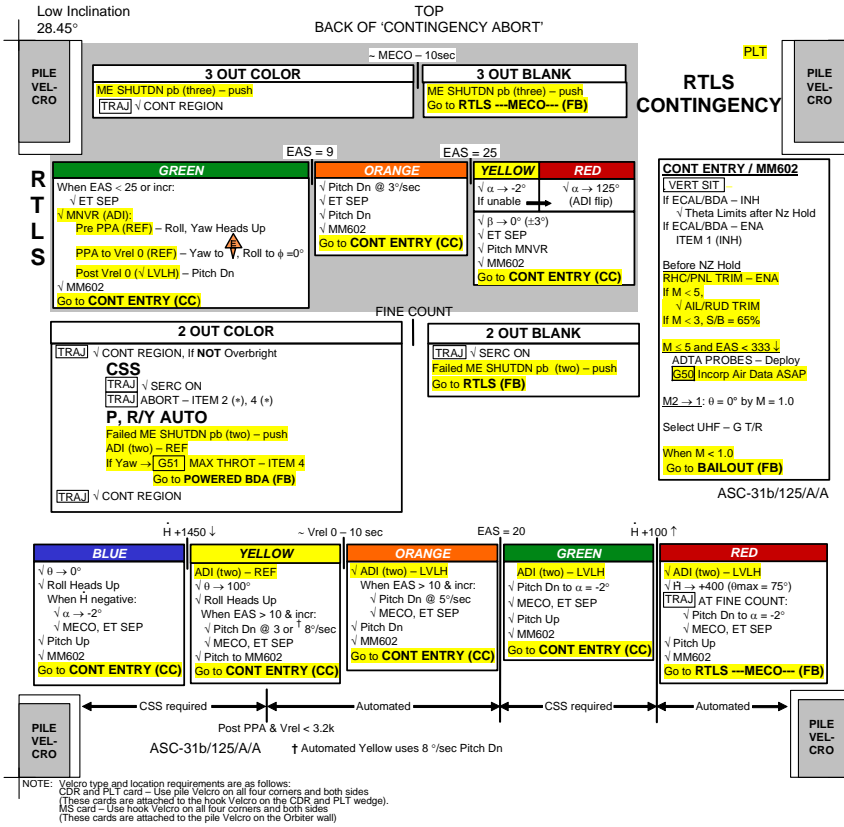 Low Inclination
28.45°
TOP
BACK OF ‘CONTINGENCY ABORT’
PILE
VEL-
CRO
~ MECO – 10sec
PLT
PILE
VEL-
CRO
3 OUT COLOR
ME SHUTDN pb (three) – push
TRAJ √ CONT REGION
3 OUT BLANK
ME SHUTDN pb (three) – push
Go to RTLS ---MECO--- (FB)
RTLS
CONTINGENCY
R
T
L
S
EAS = 9
EAS = 25
GREEN
When EAS < 25 or incr:
√ ET SEP
√ MNVR (ADI):
Pre PPA (REF) – Roll, Yaw Heads Up
E
PPA to Vrel 0 (REF) – Yaw to , Roll to ϕ =0°
Post Vrel 0 (√ LVLH) – Pitch Dn
√ MM602
Go to CONT ENTRY (CC)
ORANGE
√ Pitch Dn @ 3°/sec
√ ET SEP
√ Pitch Dn
√ MM602
Go to CONT ENTRY (CC)
YELLOW
√ α → -2°
If unable
RED
√ α → 125°
(ADI flip)
√ β → 0° (±3°)
√ ET SEP
√ Pitch MNVR
√ MM602
Go to CONT ENTRY (CC)
CONT ENTRY / MM602
VERT SIT –
If ECAL/BDA – INH
√ Theta Limits after Nz Hold
If ECAL/BDA – ENA
ITEM 1 (INH)
Before NZ Hold
RHC/PNL TRIM – ENA
If M < 5,
√ AIL/RUD TRIM
If M < 3, S/B = 65%
M ≤ 5 and EAS < 333 ↓
ADTA PROBES – Deploy
G50 Incorp Air Data ASAP
M2 → 1: θ = 0° by M = 1.0
Select UHF – G T/R
When M < 1.0
Go to BAILOUT (FB)
ASC-31b/125/A/A
FINE COUNT
2 OUT COLOR
TRAJ √ CONT REGION, If NOT Overbright
CSS
TRAJ √ SERC ON
TRAJ ABORT – ITEM 2 (*), 4 (*)
P, R/Y AUTO
Failed ME SHUTDN pb (two) – push
ADI (two) – REF
If Yaw → G51 MAX THROT – ITEM 4
Go to POWERED BDA (FB)
TRAJ √ CONT REGION
2 OUT BLANK
TRAJ √ SERC ON
Failed ME SHUTDN pb (two) – push
Go to RTLS (FB)
Ḣ +1450 ↓
~ Vrel 0 – 10 sec
EAS = 20
Ḣ +100 ↑
BLUE
√ θ → 0°
√ Roll Heads Up
When Ḣ negative:
√ α → -2°
√ MECO, ET SEP
√ Pitch Up
√ MM602
Go to CONT ENTRY (CC)
YELLOW
ADI (two) – REF
√ θ → 100°
√ Roll Heads Up
When EAS > 10 & incr:
√ Pitch Dn @ 3 or † 8°/sec
√ MECO, ET SEP
√ Pitch to MM602
Go to CONT ENTRY (CC)
ORANGE
√ ADI (two) – LVLH
When EAS > 10 & incr:
√ Pitch Dn @ 5°/sec
√ MECO, ET SEP
√ Pitch Dn
√ MM602
Go to CONT ENTRY (CC)
GREEN
ADI (two) – LVLH
√ Pitch Dn to α = -2°
√ MECO, ET SEP
√ Pitch Up
√ MM602
Go to CONT ENTRY (CC)
RED
√ ADI (two) – LVLH
√ Ḣ → +400 (θmax = 75°)
TRAJ AT FINE COUNT:
√ Pitch Dn to α = -2°
√ MECO, ET SEP
√ Pitch Up
√ MM602
Go to RTLS ---MECO--- (FB)
CSS required
Automated
CSS required
Automated
PILE
VEL-
CRO
Post PPA & Vrel < 3.2k
ASC-31b/125/A/A
† Automated Yellow uses 8 °/sec Pitch Dn
PILE
VEL-
CRO
NOTE: Velcro type and location requirements are as follows:
CDR and PLT card – Use pile Velcro on all four corners and both sides
(These cards are attached to the hook Velcro on the CDR and PLT wedge).
MS card – Use hook Velcro on all four corners and both sides
(These cards are attached to the pile Velcro on the Orbiter wall)